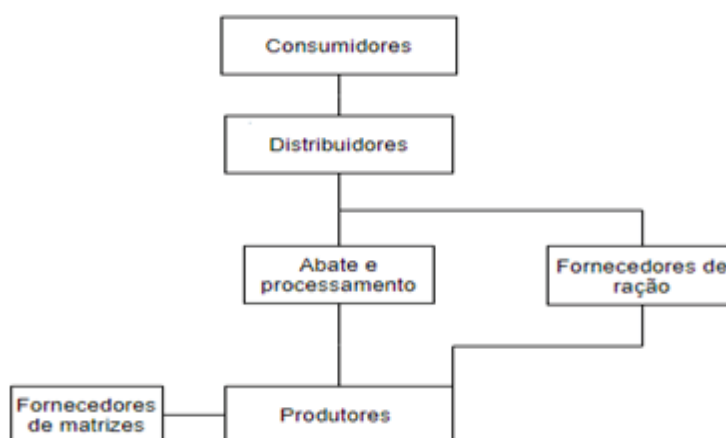 Consumidores
Distribuidores
Abate e
processamento
Fornecedores de
ração
Fornecedores
de matrizes
Produtores